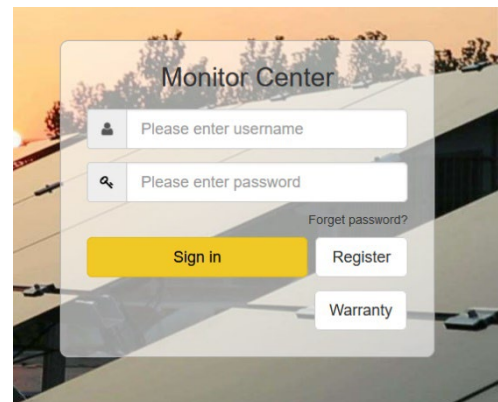 Monitor Center
Please enter username
Please enter password
Forget password?
Sign in Register
Warranty